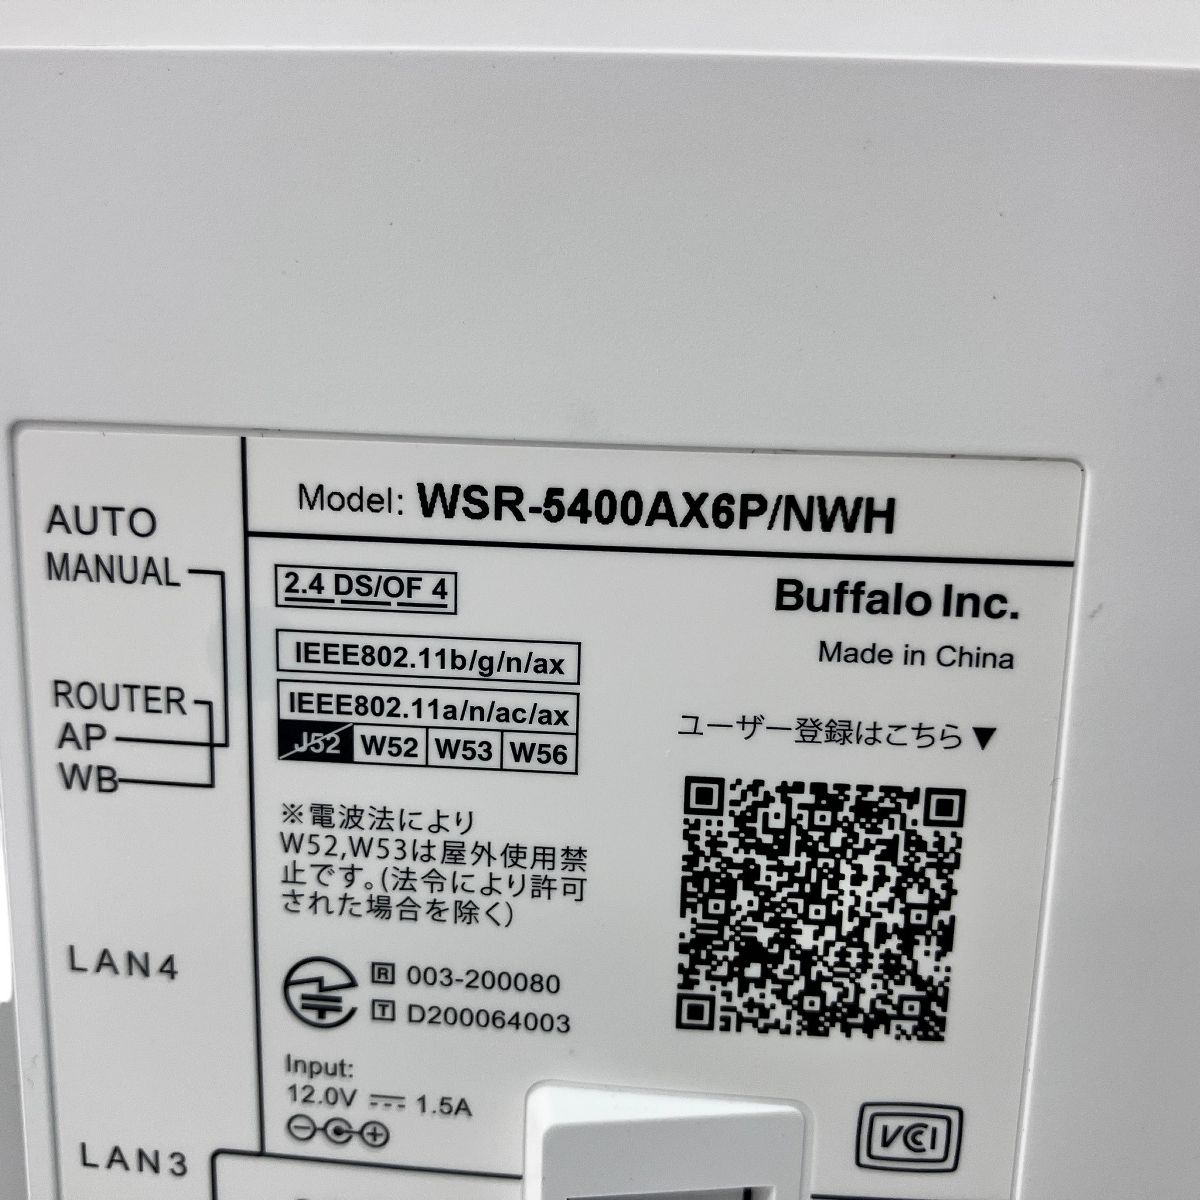 AUTO
MANUAL
ROUTER
AP
WB
LAN4
LAN3
Model: WSR-5400AX6P/NWH
2.4 DS/OF 4
IEEE802.11b/g/n/ax
IEEE802.11a/n/ac/ax
J52 W52 W53 W56
※電波法により
W52,W53は屋外使用禁
止です。(法令により許可
された場合を除く)
R 003-200080
T D200064003
Input:
12.0V 1.5A
Buffalo Inc.
Made in China
ユーザー登録はこちら▼
VCCI